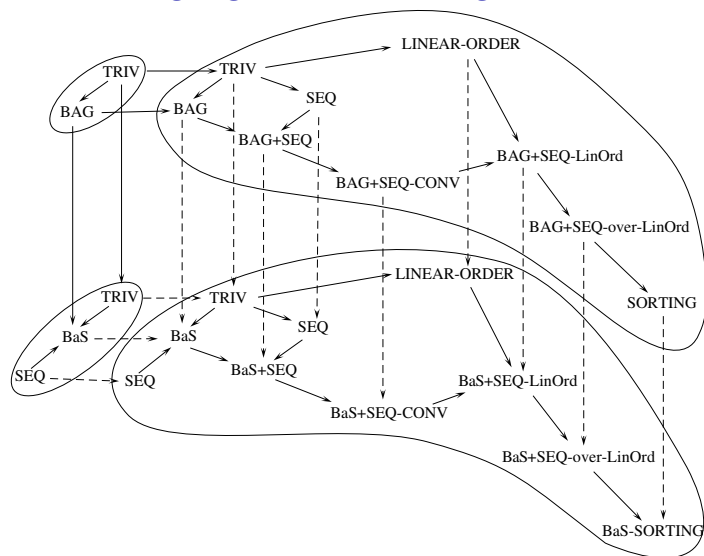 LINEAR-ORDER
TRIV
TRIV
SEQ
BAG
BAG
BAG+SEQ
BAG+SEQ-LinOrd
BAG+SEQ-CONV
BAG+SEQ-over-LinOrd
LINEAR-ORDER
TRIV
TRIV
SORTING
SEQ
BaS
BaS
BaS+SEQ
SEQ
SEQ
BaS+SEQ-LinOrd
BaS+SEQ-CONV
BaS+SEQ-over-LinOrd
BaS-SORTING